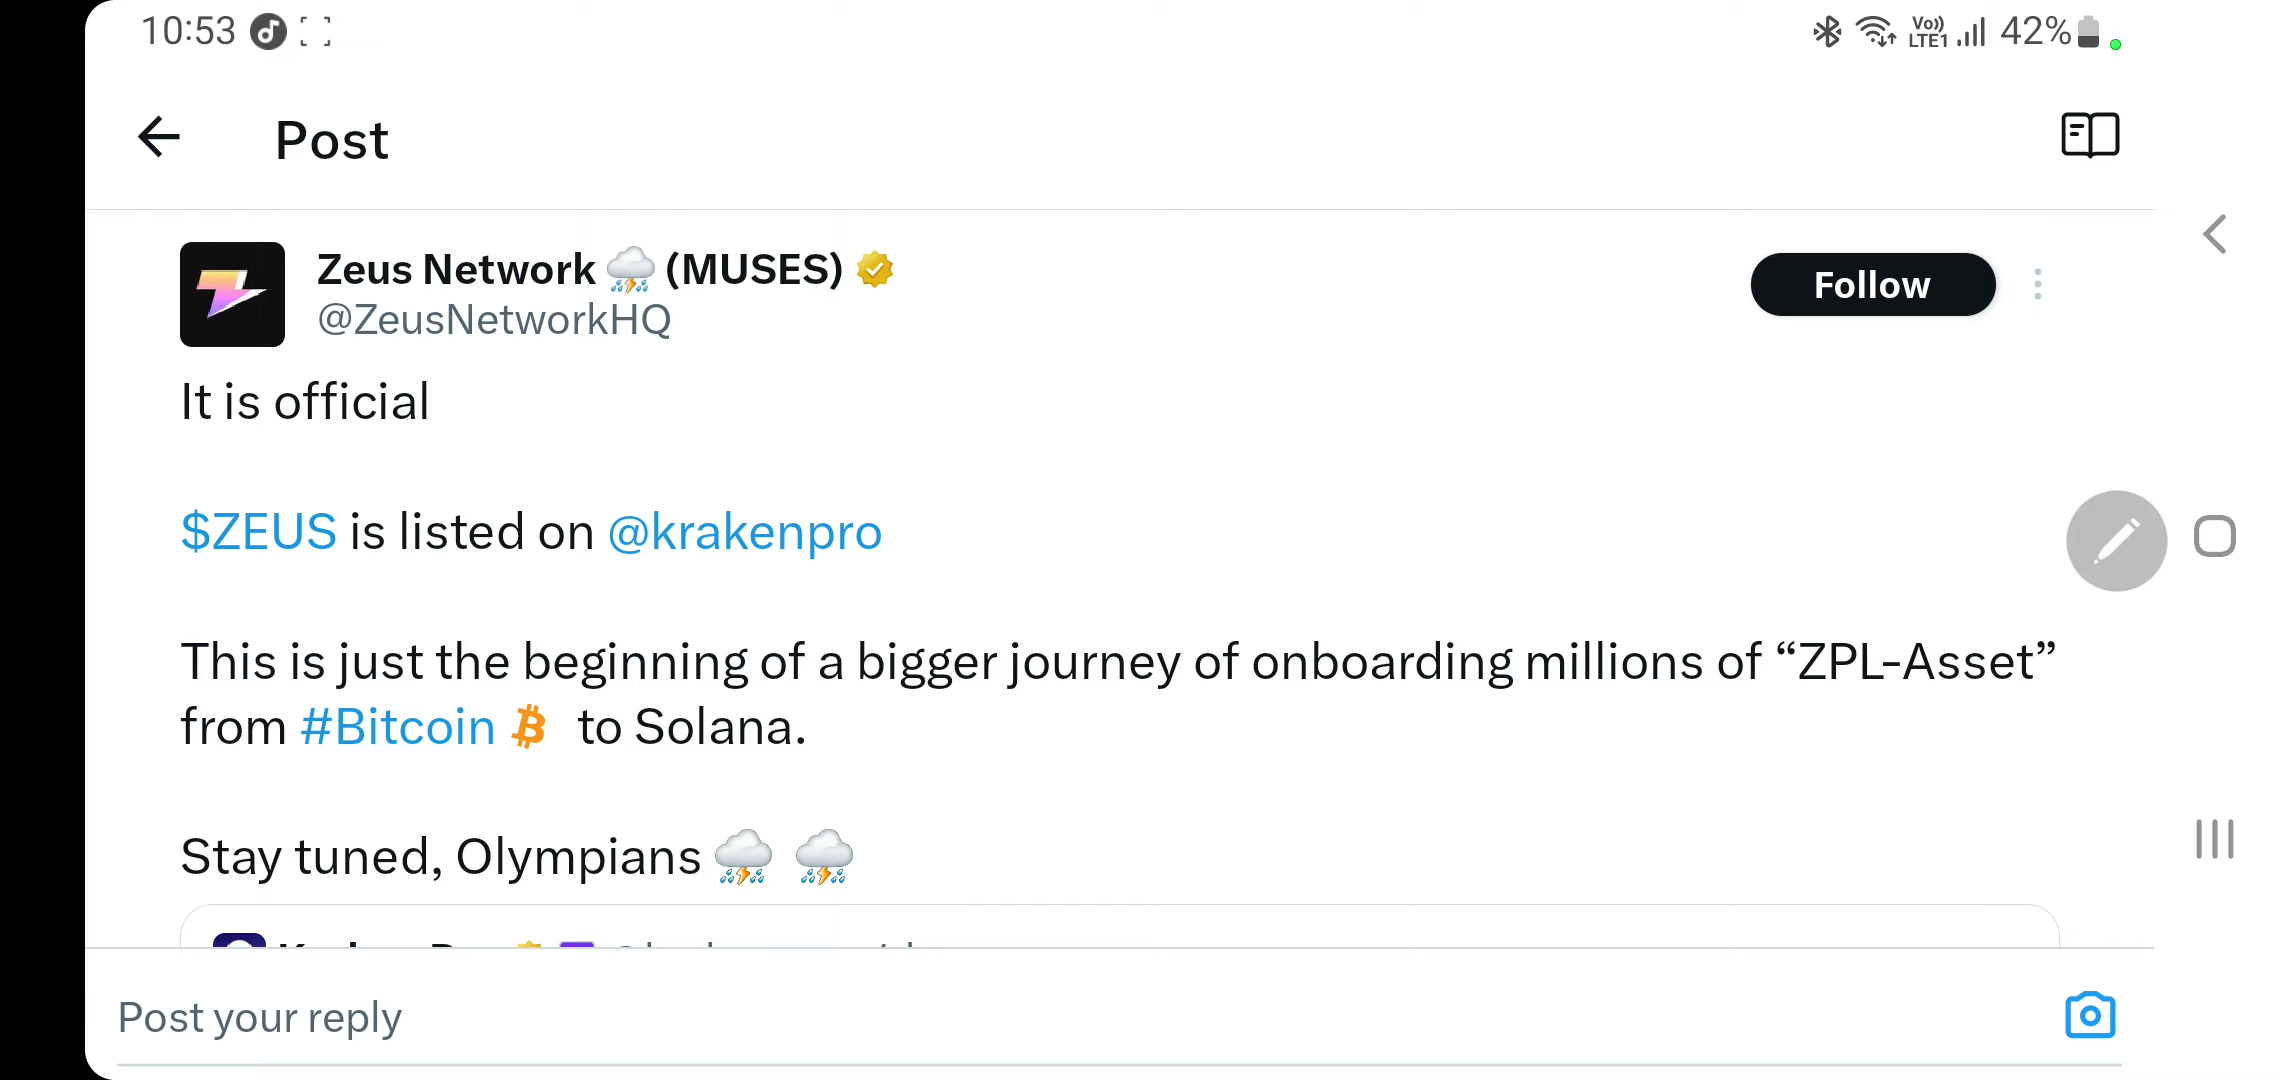 10:53
Vo))
LTE1
42%
Post
Zeus Network 🌩️ (MUSES)
Follow
@ZeusNetworkHQ
It is official
$ZEUS is listed on @krakenpro
This is just the beginning of a bigger journey of onboarding millions of “ZPL-Asset”
from #Bitcoin to Solana.
Stay tuned, Olympians ⛈️ ⛈️
Post your reply